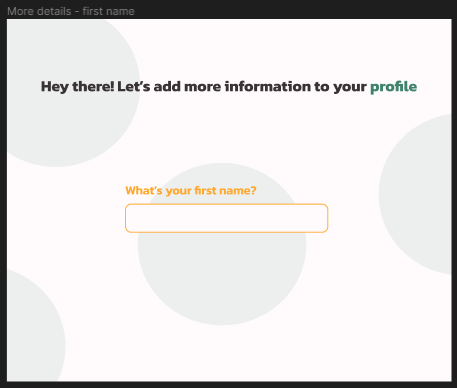 More details - first name
Hey there! Let's add more information to your profile
What's your first name?